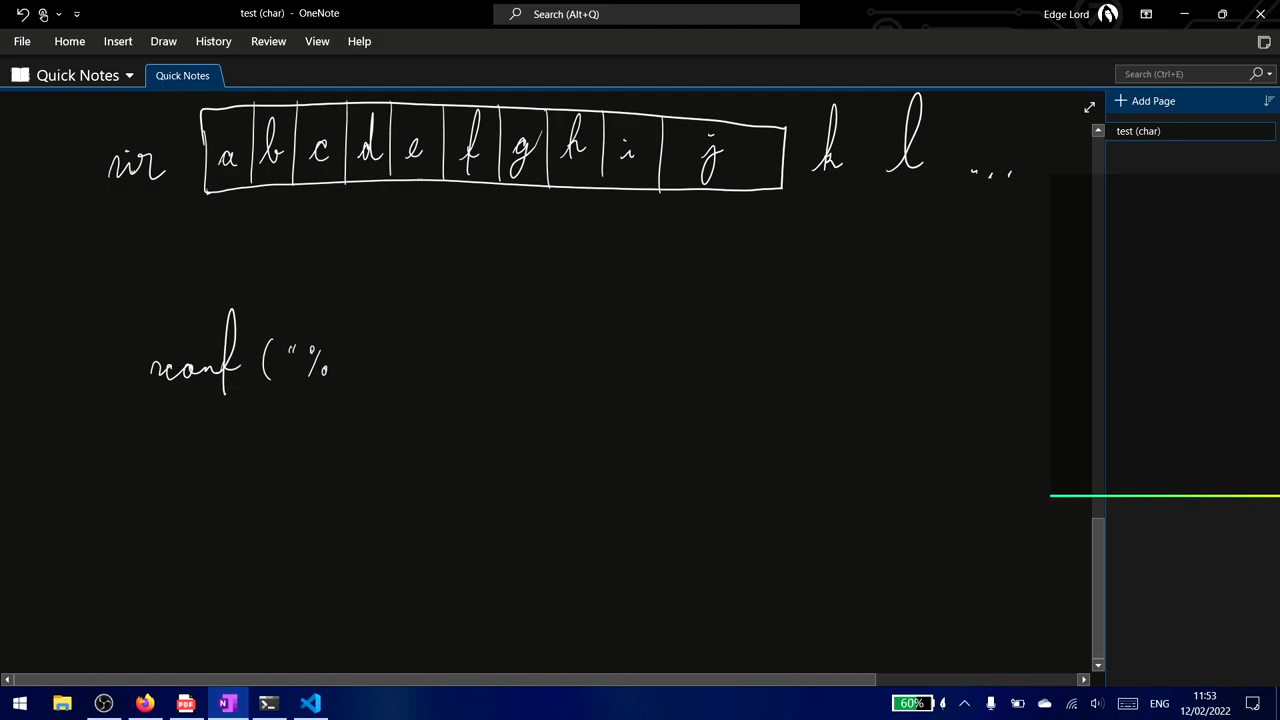 test (char) - OneNote
Search (Alt+Q)
Edge Lord
File Home Insert Draw History Review View Help
Quick Notes
Quick Notes
Search (Ctrl+E)
Add Page
test (char)
sir a b c d e f g h i j k l ...
scanf ("%
60%
ENG
11:53
12/02/2022